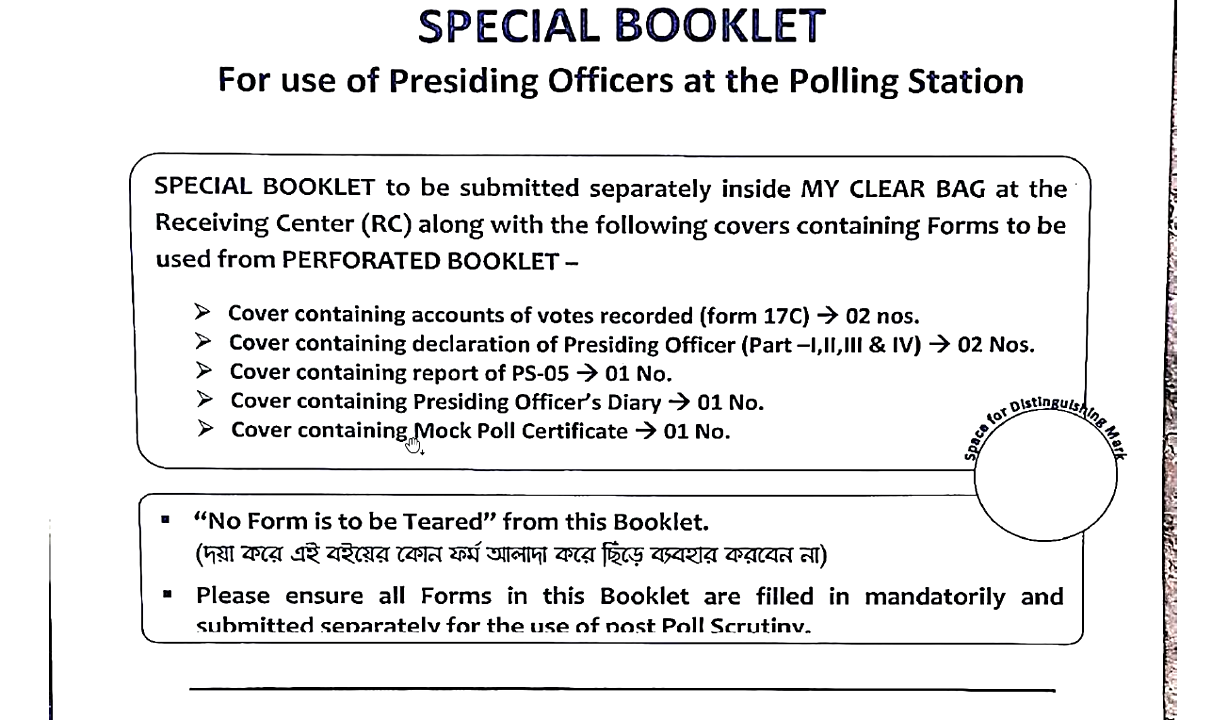 SPECIAL BOOKLET
For use of Presiding Officers at the Polling Station
SPECIAL BOOKLET to be submitted separately inside MY CLEAR BAG at the
Receiving Center (RC) along with the following covers containing Forms to be
used from PERFORATED BOOKLET –
➢ Cover containing accounts of votes recorded (form 17C) → 02 nos.
➢ Cover containing declaration of Presiding Officer (Part –I,II,III & IV) → 02 Nos.
➢ Cover containing report of PS-05 → 01 No.
➢ Cover containing Presiding Officer's Diary → 01 No.
➢ Cover containing Mock Poll Certificate → 01 No.
Space for Distinguishing Mark
▪ “No Form is to be Teared” from this Booklet.
(দয়া করে এই বইয়ের কোন ফর্ম আলাদা করে ছিঁড়ে ব্যবহার করবেন না)
▪ Please ensure all Forms in this Booklet are filled in mandatorily and
submitted separately for the use of post Poll Scrutiny.